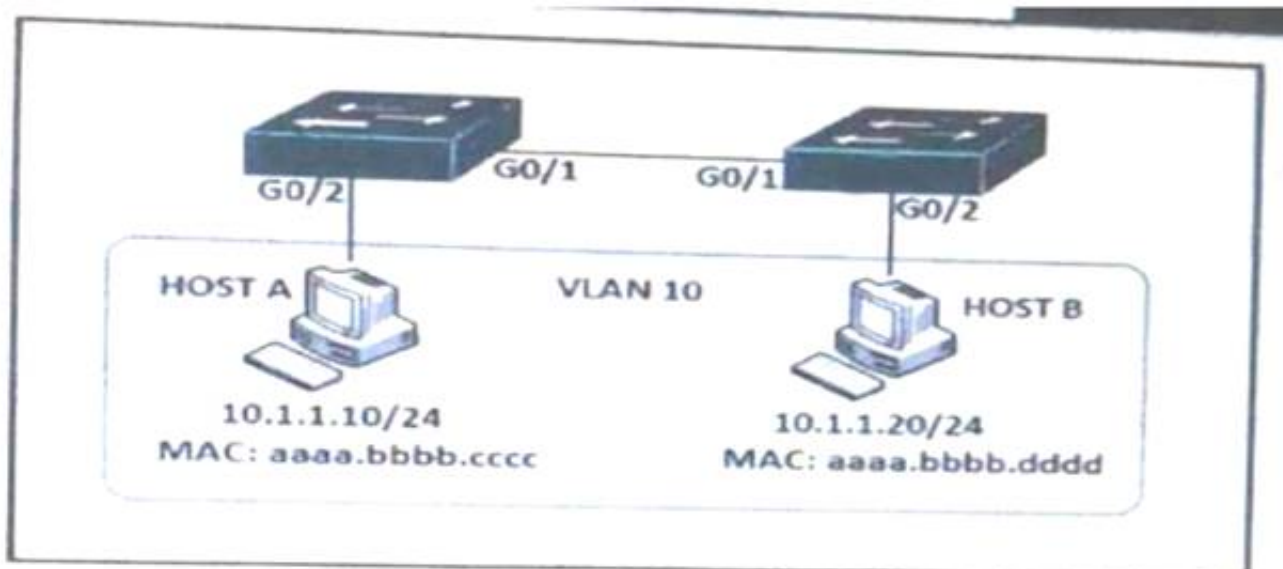 G0/2
G0/1
G0/1
G0/2
HOST A
VLAN 10
HOST B
10.1.1.10/24
MAC: aaaa.bbbb.cccc
10.1.1.20/24
MAC: aaaa.bbbb.dddd